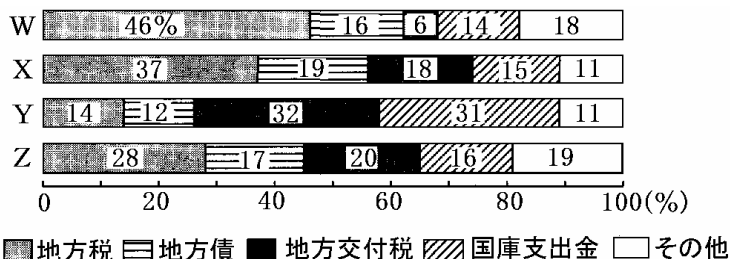 W 46% 16 6 14 18
X 37 19 18 15 11
Y 14 12 32 31 11
Z 28 17 20 16 19
0 20 40 60 80 100(%)
地方税 地方債 地方交付税 国庫支出金 その他